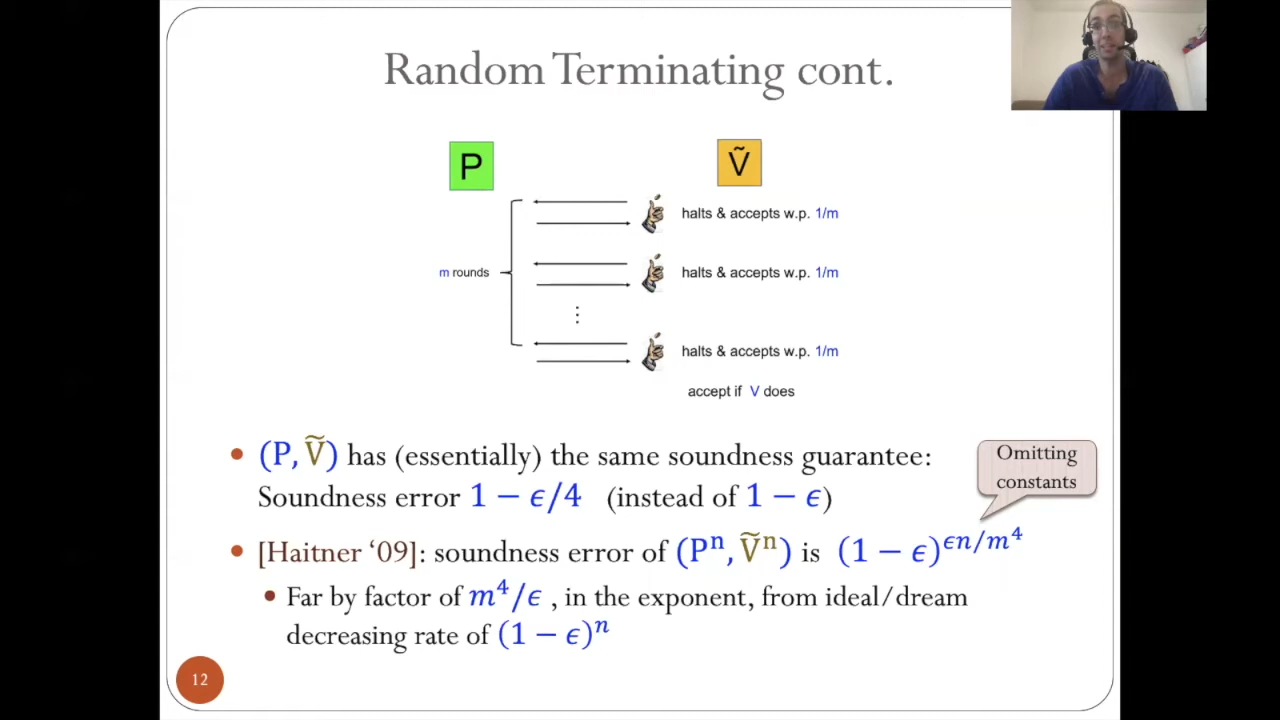 Random Terminating cont.
P
Ṽ
halts & accepts w.p. 1/m
m rounds
halts & accepts w.p. 1/m
⋮
halts & accepts w.p. 1/m
accept if V does
• (P, Ṽ) has (essentially) the same soundness guarantee:
Soundness error 1 − ϵ/4 (instead of 1 − ϵ)
Omitting
constants
• [Haitner ‘09]: soundness error of (Pⁿ, Ṽⁿ) is (1 − ϵ)^{ϵn/m⁴}
• Far by factor of m⁴/ϵ , in the exponent, from ideal/dream
decreasing rate of (1 − ϵ)ⁿ
12